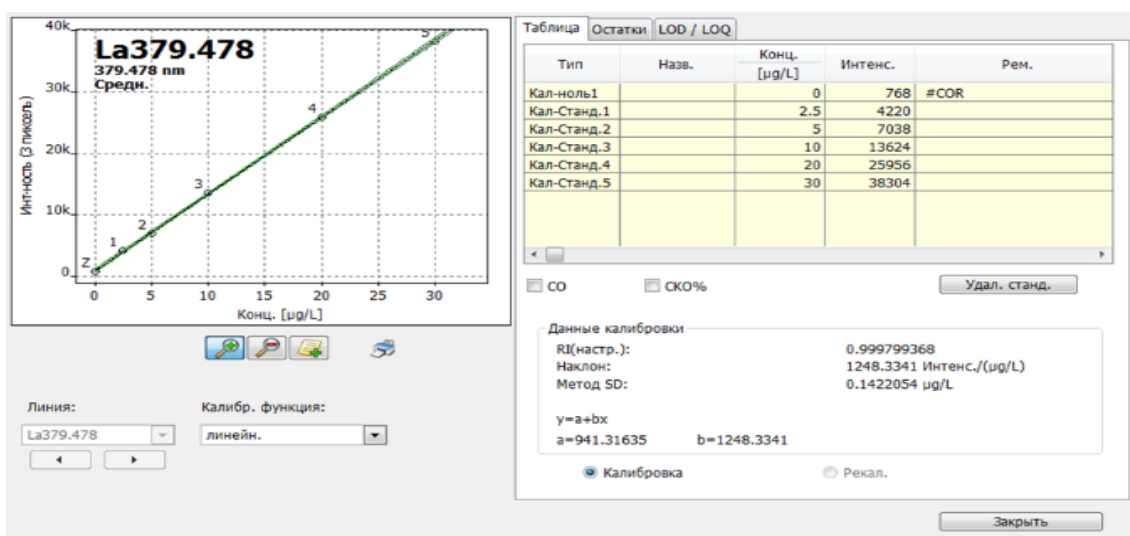 La379.478
379.478 nm
Средн.
Инт-ность (3 пиксель)
40k
30k
20k
10k
0
Z
1
2
3
4
5
0 5 10 15 20 25 30
Конц. [µg/L]
Линия:
Калибр. функция:
La379.478
линейн.
Таблица Остатки LOD / LOQ
Тип Назв. Конц. [µg/L] Интенс. Рем.
Кал-ноль1 0 768 #COR
Кал-Станд.1 2.5 4220
Кал-Станд.2 5 7038
Кал-Станд.3 10 13624
Кал-Станд.4 20 25956
Кал-Станд.5 30 38304
СО СКО% Удал. станд.
Данные калибровки
RI(настр.): 0.999799368
Наклон: 1248.3341 Интенс./(µg/L)
Метод SD: 0.1422054 µg/L
y=a+bx
a=941.31635 b=1248.3341
Калибровка Рекал.
Закрыть